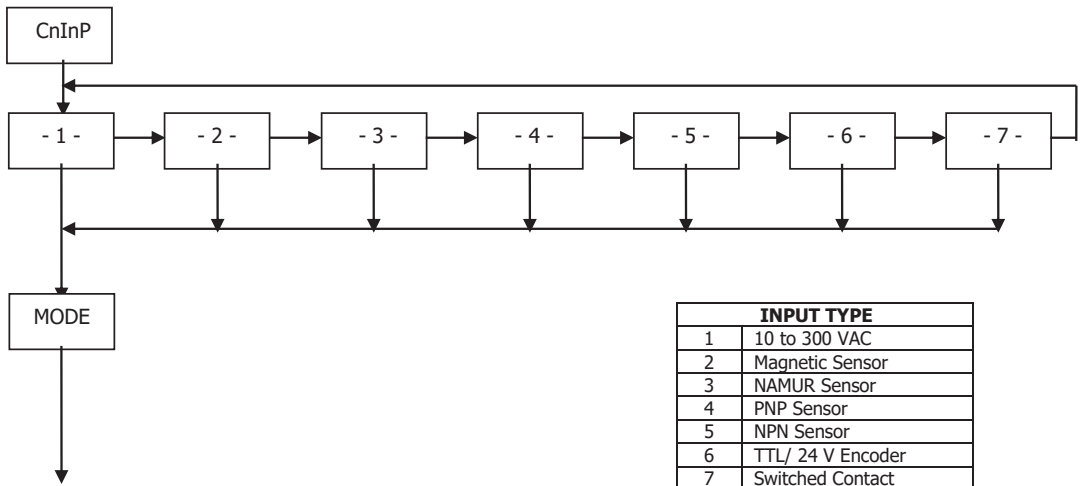 CnInP
- 1 -
- 2 -
- 3 -
- 4 -
- 5 -
- 6 -
- 7 -
MODE
INPUT TYPE
1 10 to 300 VAC
2 Magnetic Sensor
3 NAMUR Sensor
4 PNP Sensor
5 NPN Sensor
6 TTL/ 24 V Encoder
7 Switched Contact